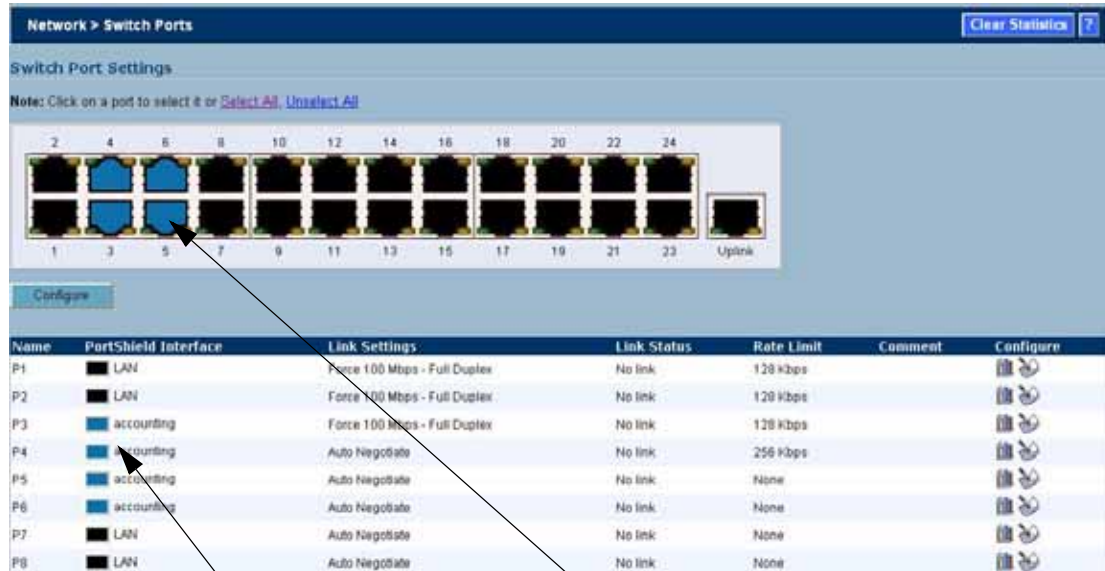 Network > Switch Ports
Clear Statistics ?
Switch Port Settings
Note: Click on a port to select it or Select All, Unselect All
2 4 6 8 10 12 14 16 18 20 22 24
1 3 5 7 9 11 13 15 17 19 21 23 Uplink
Configure
Name PortShield Interface Link Settings Link Status Rate Limit Comment Configure
P1 LAN Force 100 Mbps - Full Duplex No link 128 Kbps
P2 LAN Force 100 Mbps - Full Duplex No link 128 Kbps
P3 accounting Force 100 Mbps - Full Duplex No link 128 Kbps
P4 accounting Auto Negotiate No link 256 Kbps
P5 accounting Auto Negotiate No link None
P6 accounting Auto Negotiate No link None
P7 LAN Auto Negotiate No link None
P8 LAN Auto Negotiate No link None